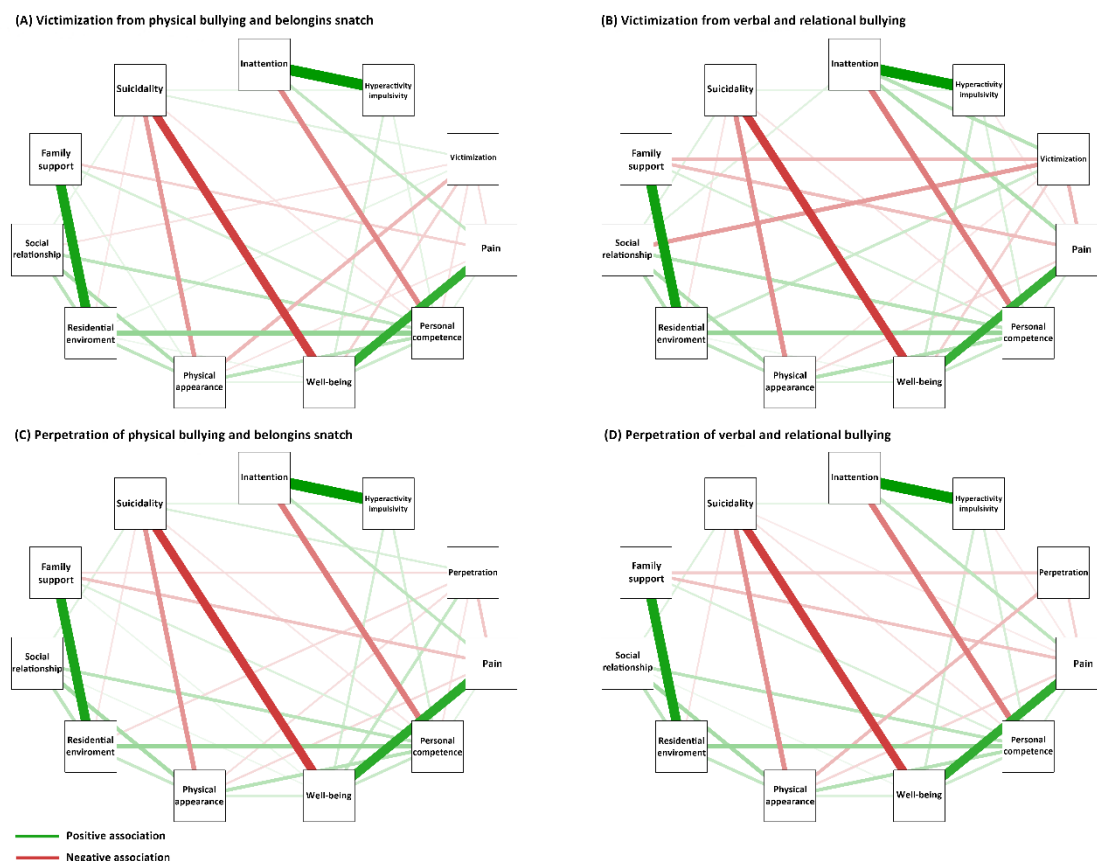 (A) Victimization from physical bullying and belongins snatch
Inattention
Suicidality
Hyperactivity
impulsivity
Family
support
Victimization
Social
relationship
Pain
Residential
enviroment
Personal
competence
Physical
appearance
Well-being
(B) Victimization from verbal and relational bullying
Inattention
Suicidality
Hyperactivity
impulsivity
Family
support
Victimization
Social
relationship
Pain
Residential
enviroment
Personal
competence
Physical
appearance
Well-being
(C) Perpetration of physical bullying and belongins snatch
Inattention
Suicidality
Hyperactivity
impulsivity
Family
support
Perpetration
Social
relationship
Pain
Residential
enviroment
Personal
competence
Physical
appearance
Well-being
(D) Perpetration of verbal and relational bullying
Inattention
Suicidality
Hyperactivity
impulsivity
Family
support
Perpetration
Social
relationship
Pain
Residential
enviroment
Personal
competence
Physical
appearance
Well-being
Positive association
Negative association